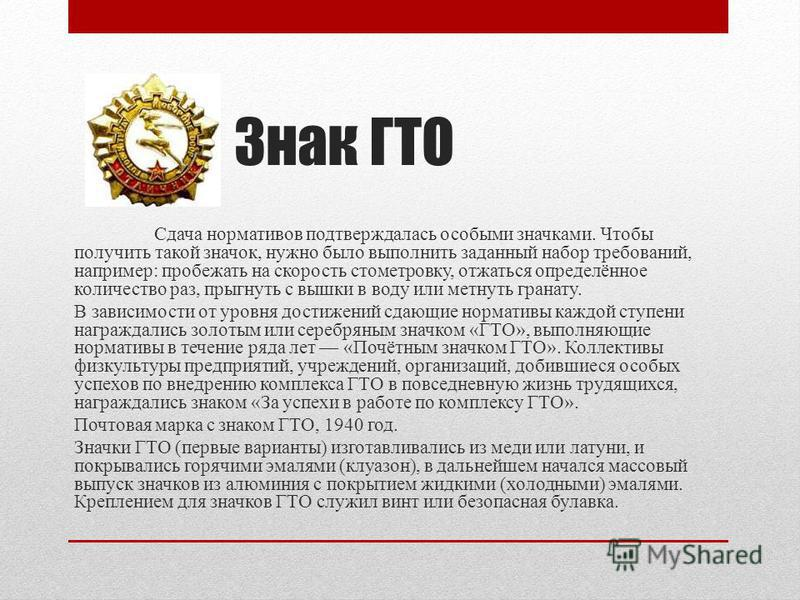 Знак ГТО
ОТЛИЧНИК
Сдача нормативов подтверждалась особыми значками. Чтобы
получить такой значок, нужно было выполнить заданный набор требований,
например: пробежать на скорость стометровку, отжаться определённое
количество раз, прыгнуть с вышки в воду или метнуть гранату.
В зависимости от уровня достижений сдающие нормативы каждой ступени
награждались золотым или серебряным значком «ГТО», выполняющие
нормативы в течение ряда лет — «Почётным значком ГТО». Коллективы
физкультуры предприятий, учреждений, организаций, добившиеся особых
успехов по внедрению комплекса ГТО в повседневную жизнь трудящихся,
награждались знаком «За успехи в работе по комплексу ГТО».
Почтовая марка с знаком ГТО, 1940 год.
Значки ГТО (первые варианты) изготавливались из меди или латуни, и
покрывались горячими эмалями (клуазон), в дальнейшем начался массовый
выпуск значков из алюминия с покрытием жидкими (холодными) эмалями.
Креплением для значков ГТО служил винт или безопасная булавка.
MyShared